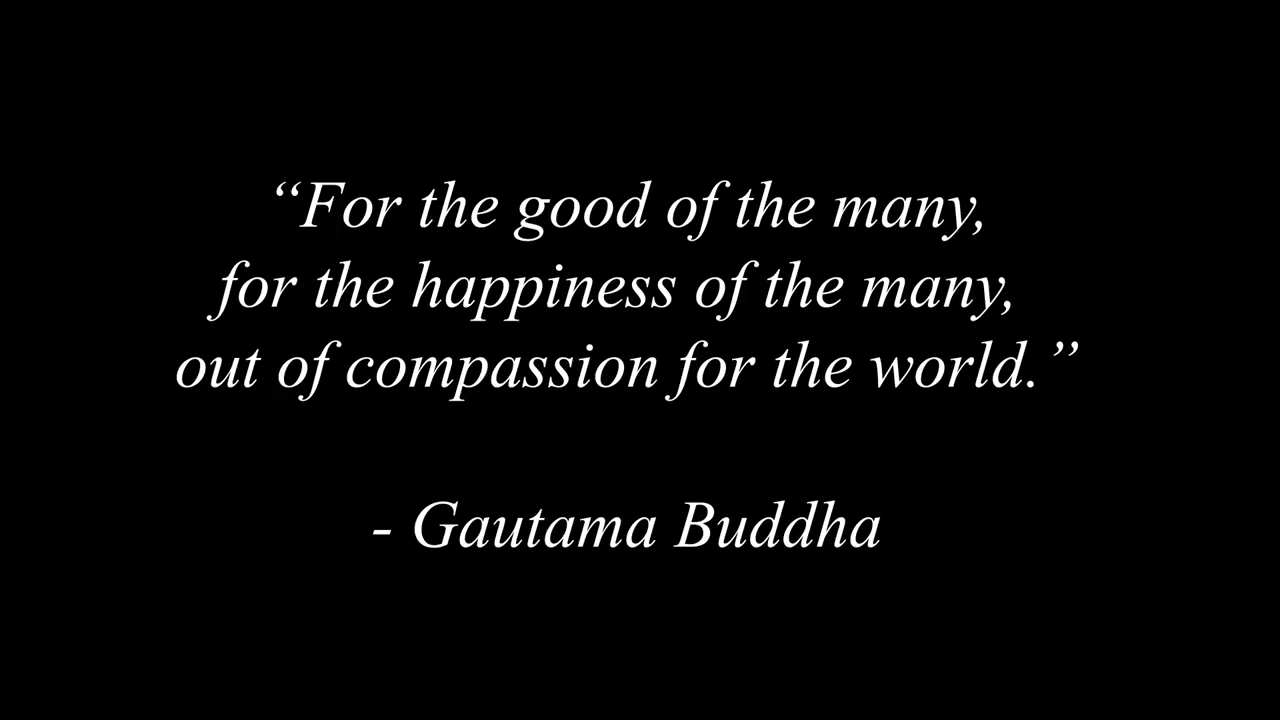 “For the good of the many,
for the happiness of the many,
out of compassion for the world.”
- Gautama Buddha